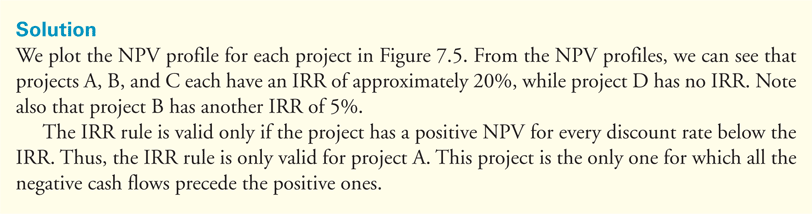 Solution
We plot the NPV profile for each project in Figure 7.5. From the NPV profiles, we can see that
projects A, B, and C each have an IRR of approximately 20%, while project D has no IRR. Note
also that project B has another IRR of 5%.
The IRR rule is valid only if the project has a positive NPV for every discount rate below the
IRR. Thus, the IRR rule is only valid for project A. This project is the only one for which all the
negative cash flows precede the positive ones.